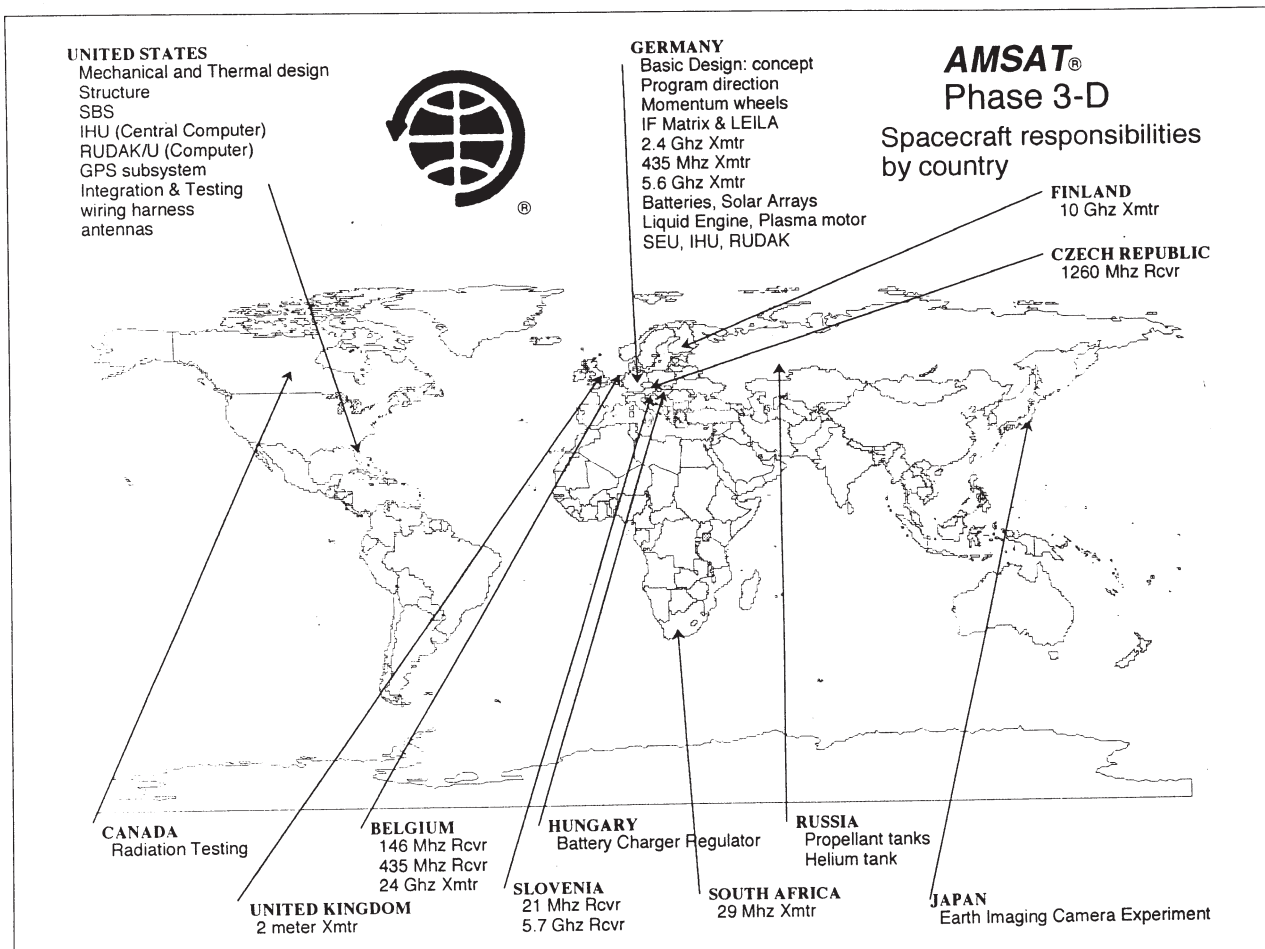 UNITED STATES
Mechanical and Thermal design
Structure
SBS
IHU (Central Computer)
RUDAK/U (Computer)
GPS subsystem
Integration & Testing
wiring harness
antennas
®
GERMANY
Basic Design: concept
Program direction
Momentum wheels
IF Matrix & LEILA
2.4 Ghz Xmtr
435 Mhz Xmtr
5.6 Ghz Xmtr
Batteries, Solar Arrays
Liquid Engine, Plasma motor
SEU, IHU, RUDAK
AMSAT®
Phase 3-D
Spacecraft responsibilities
by country
FINLAND
10 Ghz Xmtr
CZECH REPUBLIC
1260 Mhz Rcvr
CANADA
Radiation Testing
UNITED KINGDOM
2 meter Xmtr
BELGIUM
146 Mhz Rcvr
435 Mhz Rcvr
24 Ghz Xmtr
SLOVENIA
21 Mhz Rcvr
5.7 Ghz Rcvr
HUNGARY
Battery Charger Regulator
SOUTH AFRICA
29 Mhz Xmtr
RUSSIA
Propellant tanks
Helium tank
JAPAN
Earth Imaging Camera Experiment